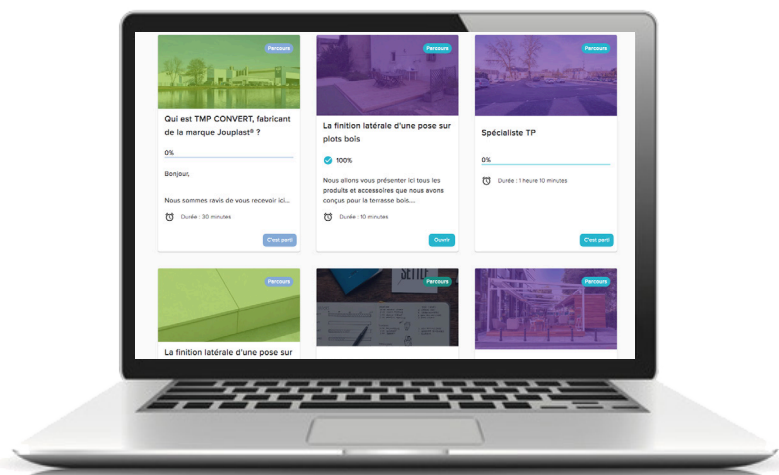 Parcours
Qui est TMP CONVERT, fabricant
de la marque Jouplast® ?
0%
Bonjour,
Nous sommes ravis de vous recevoir ici...
Durée : 30 minutes
C'est parti
Parcours
La finition latérale d'une pose sur
plots bois
100%
Nous allons vous présenter ici tous les
produits et accessoires que nous avons
conçus pour la terrasse bois....
Durée : 10 minutes
Ouvrir
Parcours
Spécialiste TP
0%
Durée : 1 heure 10 minutes
C'est parti
Parcours
La finition latérale d'une pose sur
SETTLE
Parcours
Parcours